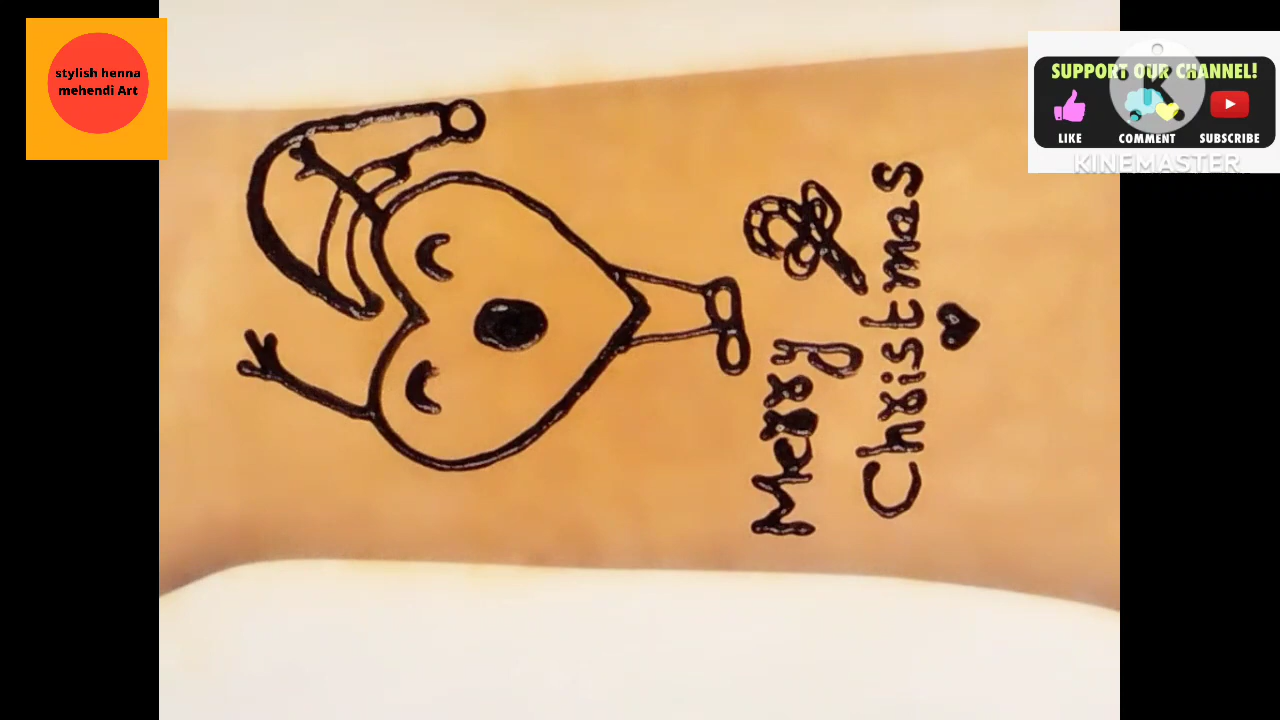 stylish henna
mehendi Art
SUPPORT OUR CHANNEL!
LIKE COMMENT SUBSCRIBE
KINEMASTER
Merry
Christmas